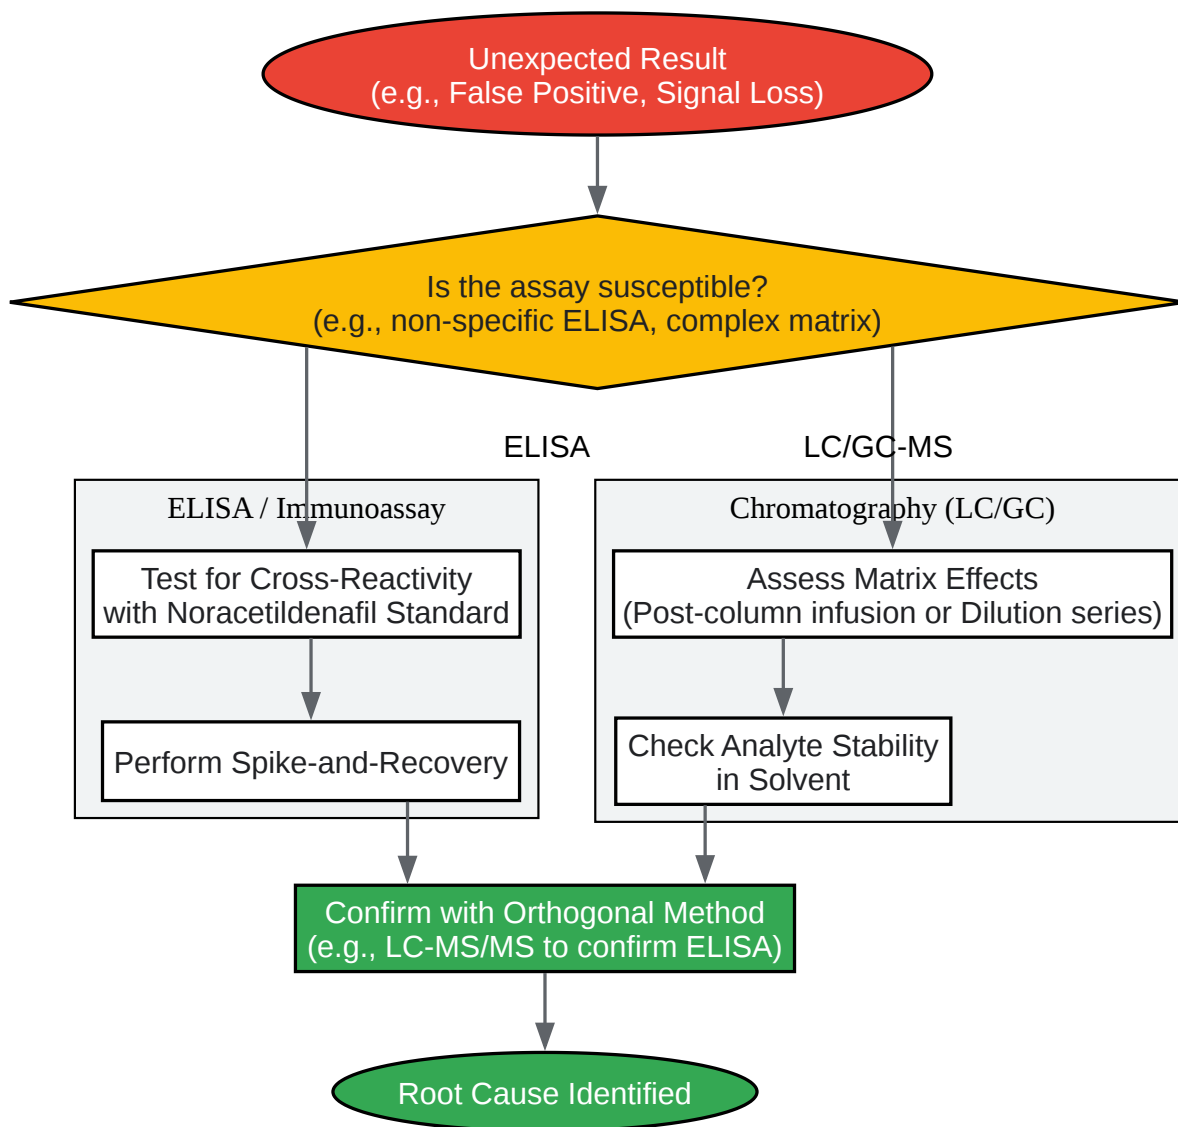 Unexpected Result
(e.g., False Positive, Signal Loss)
Is the assay susceptible?
(e.g., non-specific ELISA, complex matrix)
ELISA
LC/GC-MS
ELISA / Immunoassay
Test for Cross-Reactivity
with Noracetildenafil Standard
Perform Spike-and-Recovery
Chromatography (LC/GC)
Assess Matrix Effects
(Post-column infusion or Dilution series)
Check Analyte Stability
in Solvent
Confirm with Orthogonal Method
(e.g., LC-MS/MS to confirm ELISA)
Root Cause Identified